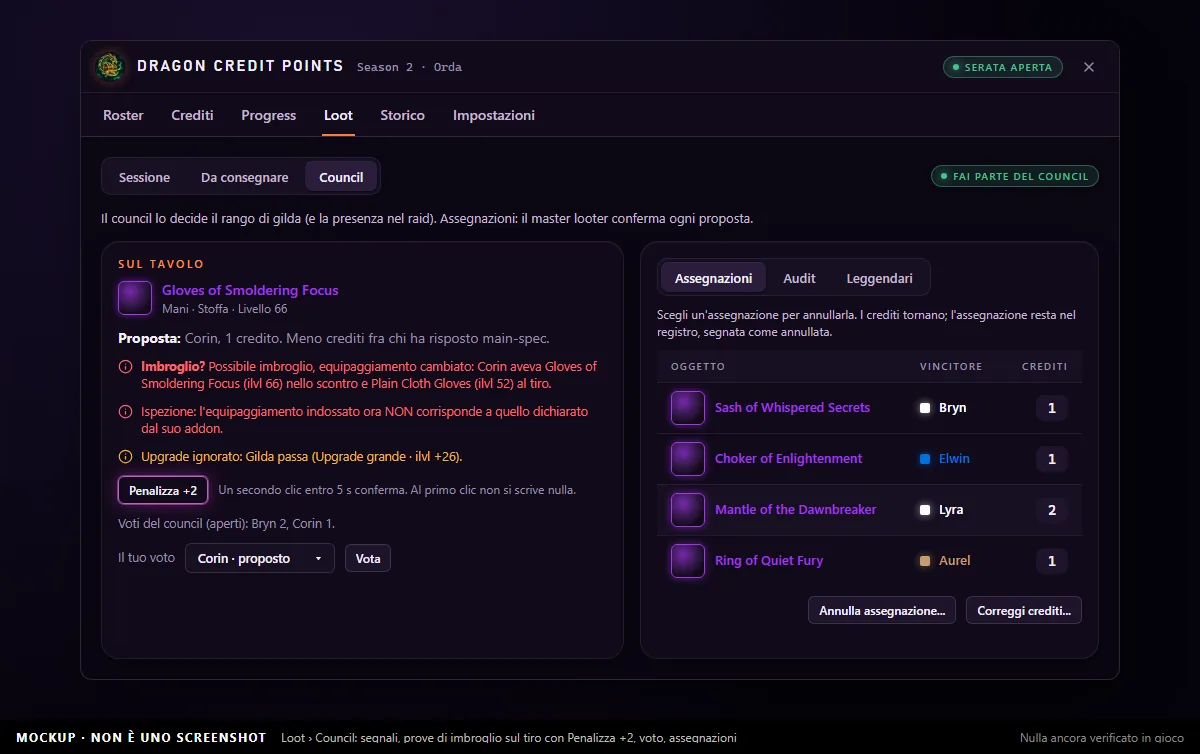 DRAGON CREDIT POINTS Season 2 · Orda
SERATA APERTA
Roster Crediti Progress Loot Storico Impostazioni
Sessione Da consegnare Council
FAI PARTE DEL COUNCIL
Il council lo decide il rango di gilda (e la presenza nel raid). Assegnazioni: il master looter conferma ogni proposta.
SUL TAVOLO
Gloves of Smoldering Focus
Mani · Stoffa · Livello 66
Proposta: Corin, 1 credito. Meno crediti fra chi ha risposto main-spec.
Imbroglio? Possibile imbroglio, equipaggiamento cambiato: Corin aveva Gloves of
Smoldering Focus (ilvl 66) nello scontro e Plain Cloth Gloves (ilvl 52) al tiro.
Ispezione: l'equipaggiamento indossato ora NON corrisponde a quello dichiarato
dal suo addon.
Upgrade ignorato: Gilda passa (Upgrade grande · ilvl +26).
Penalizza +2 Un secondo clic entro 5 s conferma. Al primo clic non si scrive nulla.
Voti del council (aperti): Bryn 2, Corin 1.
Il tuo voto Corin · proposto Vota
Assegnazioni Audit Leggendari
Scegli un'assegnazione per annullarla. I crediti tornano; l'assegnazione resta nel
registro, segnata come annullata.
OGGETTO VINCITORE CREDITI
Sash of Whispered Secrets Bryn 1
Choker of Enlightenment Elwin 1
Mantle of the Dawnbreaker Lyra 2
Ring of Quiet Fury Aurel 1
Annulla assegnazione... Correggi crediti...
MOCKUP · NON È UNO SCREENSHOT Loot › Council: segnali, prove di imbroglio sul tiro con Penalizza +2, voto, assegnazioni
Nulla ancora verificato in gioco